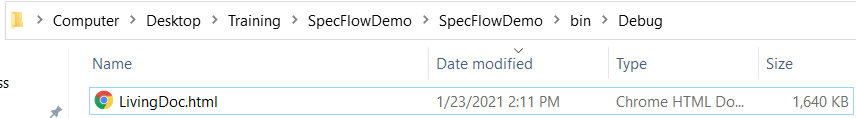 Computer > Desktop > Training > SpecFlowDemo > SpecFlowDemo > bin > Debug
Name Date modified Type Size
ss
LivingDoc.html 1/23/2021 2:11 PM Chrome HTML Do... 1,640 KB